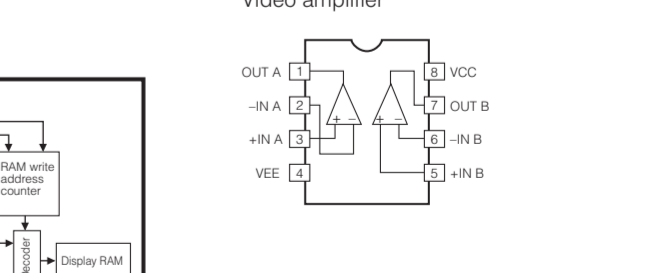 Video amplifier
OUT A 1
–IN A 2
+IN A 3
VEE 4
8 VCC
7 OUT B
6 –IN B
5 +IN B
+ –
+ –
RAM write
address
counter
Display RAM